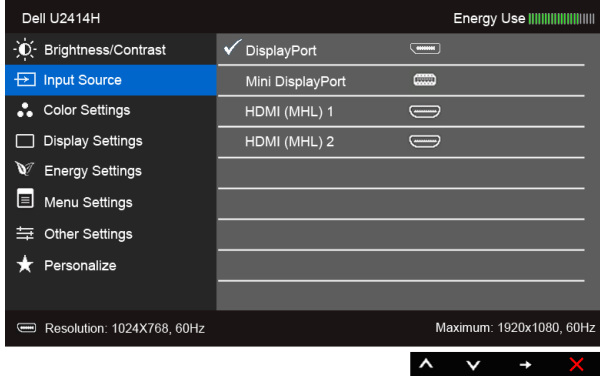 Dell U2414H Energy Use
Brightness/Contrast DisplayPort
Input Source Mini DisplayPort
Color Settings HDMI (MHL) 1
Display Settings HDMI (MHL) 2
Energy Settings
Menu Settings
Other Settings
Personalize
Resolution: 1024X768, 60Hz Maximum: 1920x1080, 60Hz